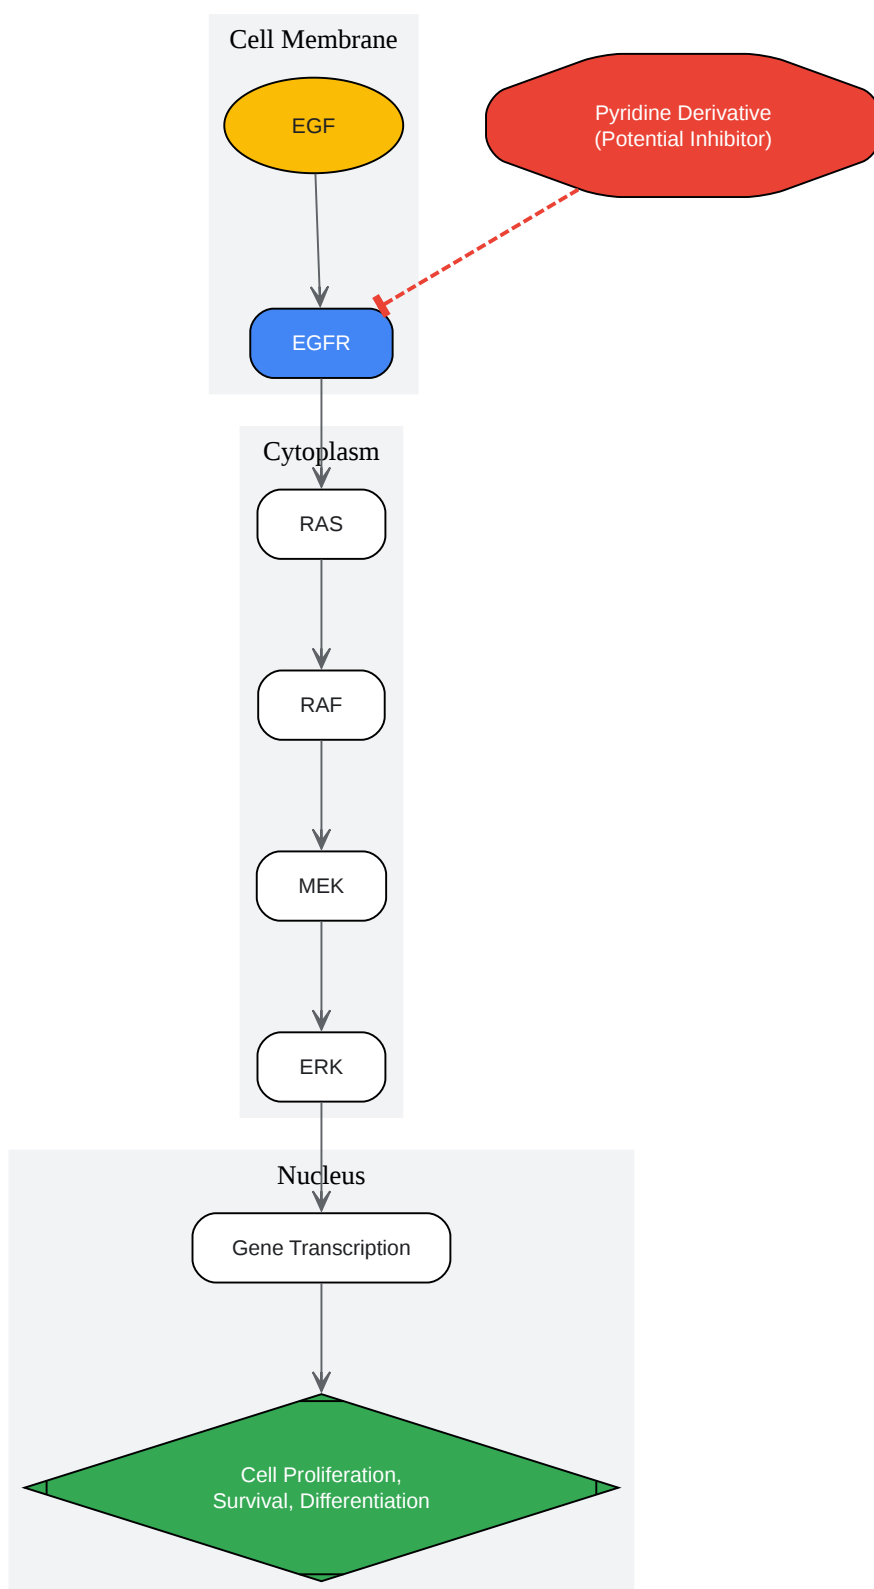 Cell Membrane
EGF
Pyridine Derivative
(Potential Inhibitor)
EGFR
Cytoplasm
RAS
RAF
MEK
ERK
Nucleus
Gene Transcription
Cell Proliferation,
Survival, Differentiation